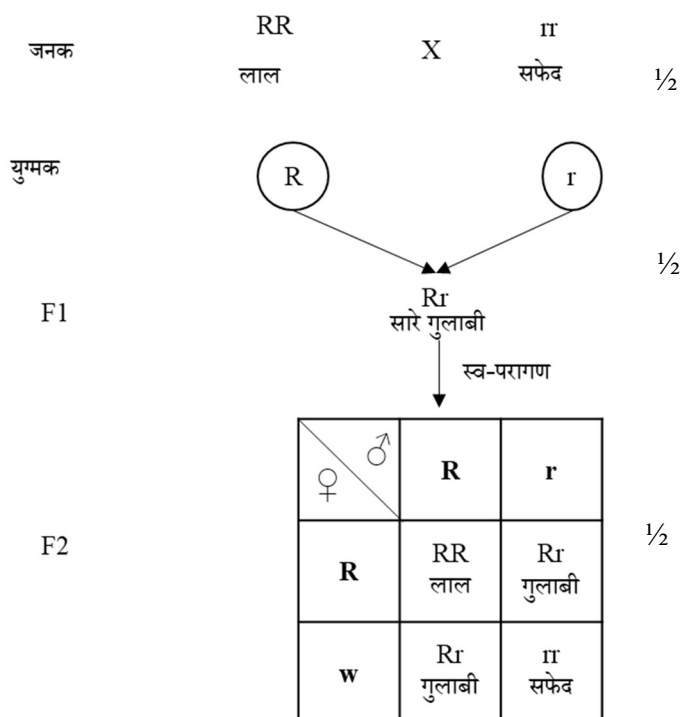 जनक RR X rr
लाल सफेद ½
युग्मक R r
½
F1 Rr
सारे गुलाबी
स्व-परागण
♀ ♂ R r
F2 R RR Rr ½
लाल गुलाबी
w Rr rr
गुलाबी सफेद